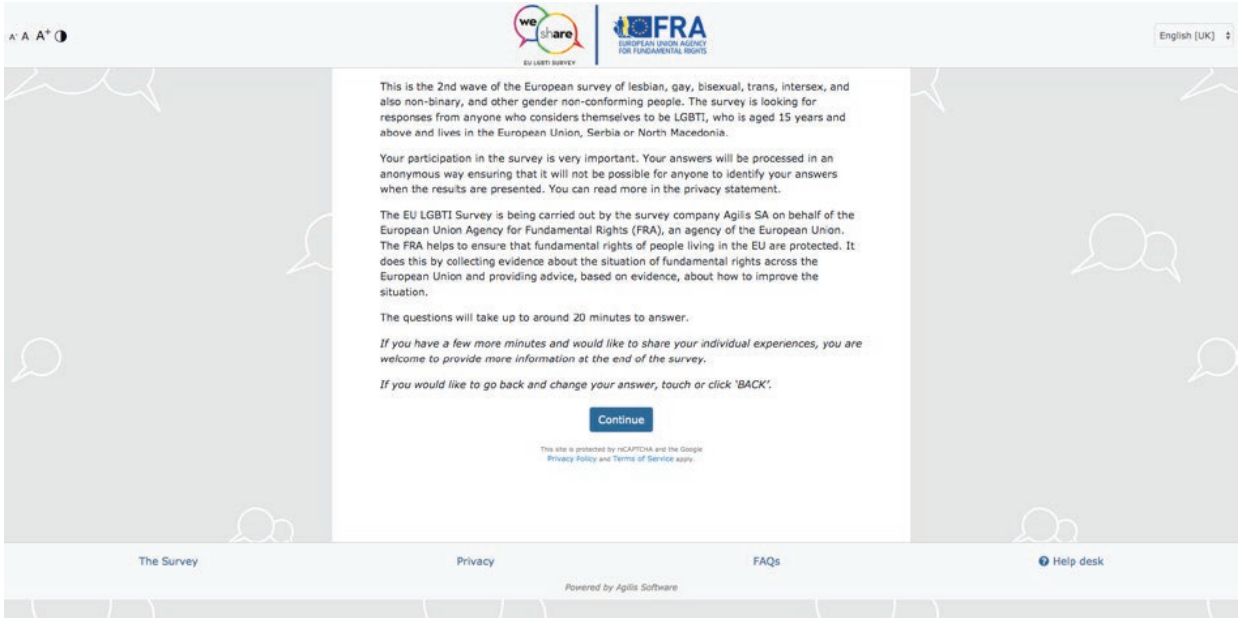 A- A A+
we
share
EU LGBTI SURVEY
FRA
EUROPEAN UNION AGENCY
FOR FUNDAMENTAL RIGHTS
English [UK]
This is the 2nd wave of the European survey of lesbian, gay, bisexual, trans, intersex, and
also non-binary, and other gender non-conforming people. The survey is looking for
responses from anyone who considers themselves to be LGBTI, who is aged 15 years and
above and lives in the European Union, Serbia or North Macedonia.
Your participation in the survey is very important. Your answers will be processed in an
anonymous way ensuring that it will not be possible for anyone to identify your answers
when the results are presented. You can read more in the privacy statement.
The EU LGBTI Survey is being carried out by the survey company Agilis SA on behalf of the
European Union Agency for Fundamental Rights (FRA), an agency of the European Union.
The FRA helps to ensure that fundamental rights of people living in the EU are protected. It
does this by collecting evidence about the situation of fundamental rights across the
European Union and providing advice, based on evidence, about how to improve the
situation.
The questions will take up to around 20 minutes to answer.
If you have a few more minutes and would like to share your individual experiences, you are
welcome to provide more information at the end of the survey.
If you would like to go back and change your answer, touch or click 'BACK'.
Continue
This site is protected by reCAPTCHA and the Google
Privacy Policy and Terms of Service apply.
The Survey
Privacy
FAQs
Help desk
Powered by Agilis Software